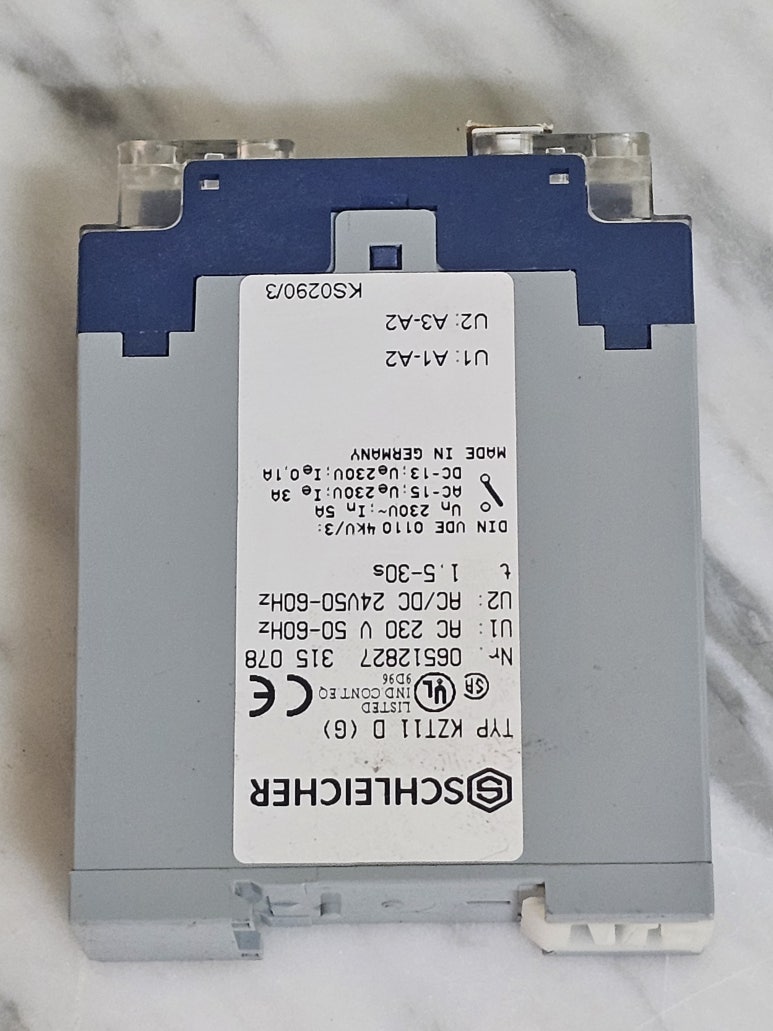 SCHLEICHER
TYP KZT11 D (G)
LISTED
UL IND.CONT.EQ
9D96
CE
Nr. 06512827 315 078
U1: AC 230 V 50-60Hz
U2: AC/DC 24V50-60Hz
t 1.5-30s
DIN VDE 0110 4KV/3:
Un 230V~;In 5A
AC-15;Ue230V;Ie 3A
DC-13;Ue230V;Ie0,1A
MADE IN GERMANY
U1: A1-A2
U2: A3-A2
KS0290/3